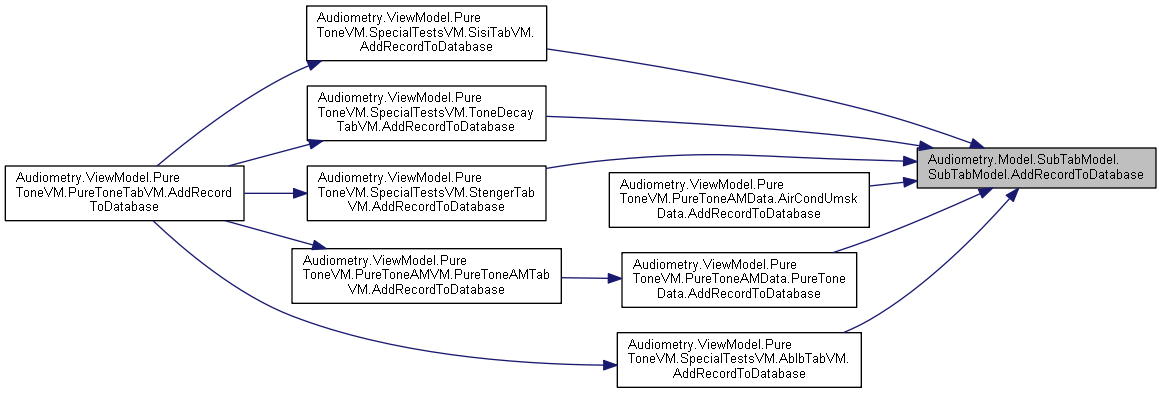 Audiometry.ViewModel.Pure
ToneVM.SpecialTestsVM.SisiTabVM.
AddRecordToDatabase
Audiometry.ViewModel.Pure
ToneVM.SpecialTestsVM.ToneDecay
TabVM.AddRecordToDatabase
Audiometry.Model.SubTabModel.
SubTabModel.AddRecordToDatabase
Audiometry.ViewModel.Pure
ToneVM.PureToneTabVM.AddRecord
ToDatabase
Audiometry.ViewModel.Pure
ToneVM.SpecialTestsVM.StengerTab
VM.AddRecordToDatabase
Audiometry.ViewModel.Pure
ToneVM.PureToneAMData.AirCondUmsk
Data.AddRecordToDatabase
Audiometry.ViewModel.Pure
ToneVM.PureToneAMVM.PureToneAMTab
VM.AddRecordToDatabase
Audiometry.ViewModel.Pure
ToneVM.PureToneAMData.PureTone
Data.AddRecordToDatabase
Audiometry.ViewModel.Pure
ToneVM.SpecialTestsVM.AblbTabVM.
AddRecordToDatabase